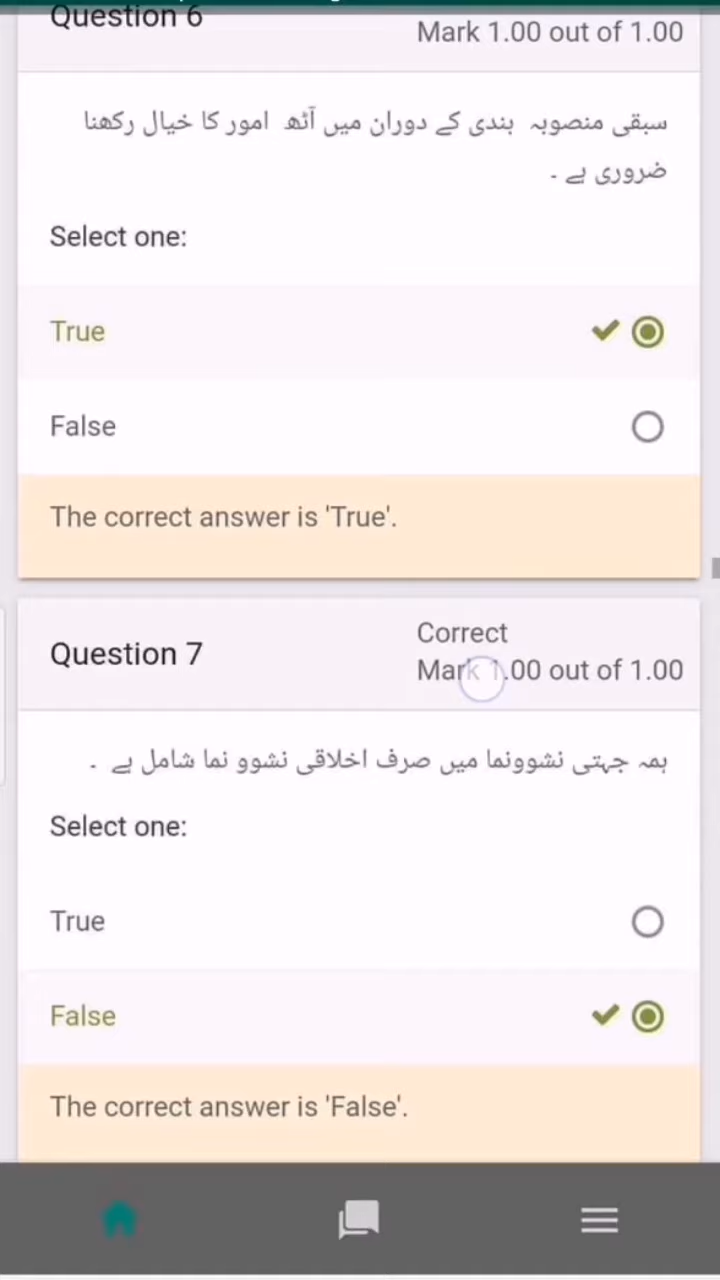 Question 6
Mark 1.00 out of 1.00
سبقی منصوبہ بندی کے دوران میں آٹھ امور کا خیال رکھنا
ضروری ہے ۔
Select one:
True
False
The correct answer is 'True'.
Question 7
Correct
Mark 1.00 out of 1.00
ہمہ جہتی نشوونما میں صرف اخلاقی نشوو نما شامل ہے ۔
Select one:
True
False
The correct answer is 'False'.